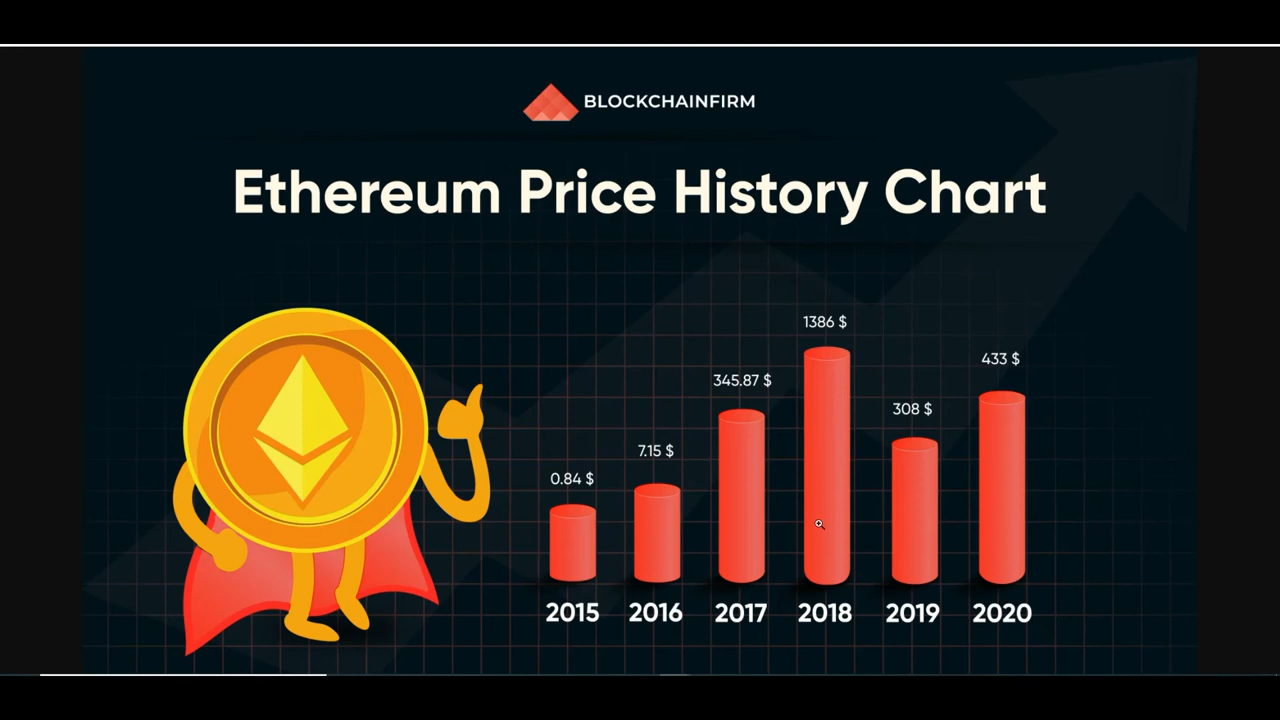 BLOCKCHAINFIRM
Ethereum Price History Chart
1386 $
433 $
345.87 $
308 $
7.15 $
0.84 $
2015 2016 2017 2018 2019 2020